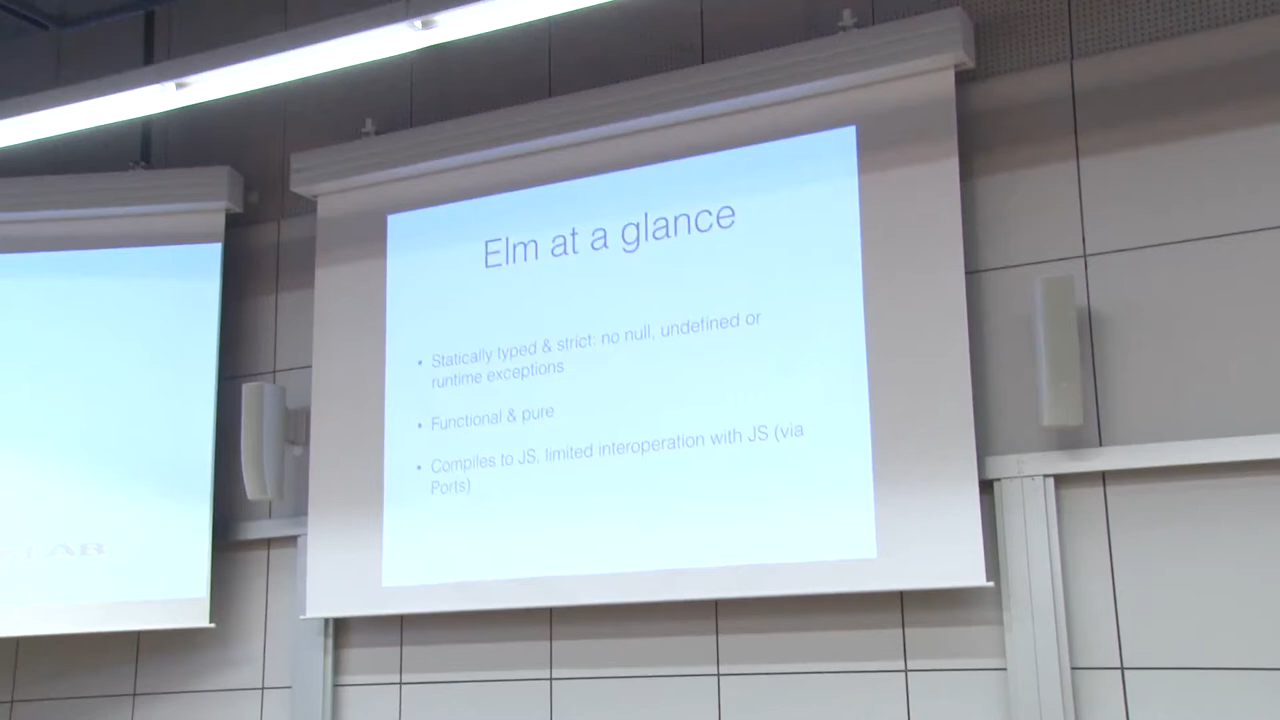 Elm at a glance
• Statically typed & strict: no null, undefined or
runtime exceptions
• Functional & pure
• Compiles to JS, limited interoperation with JS (via
Ports)